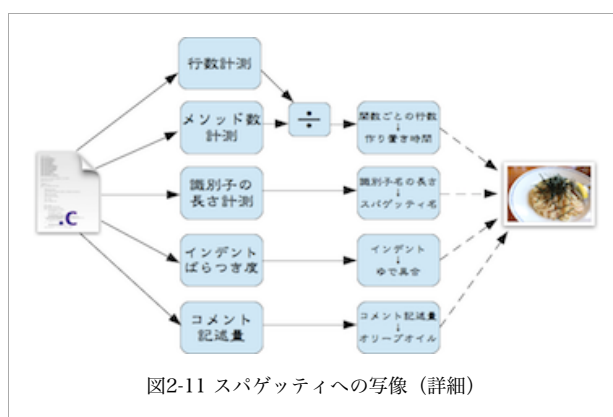 行数計測
メソッド数
計測
÷
関数ごとの行数
↓
作り置き時間
.C
識別子の
長さ計測
識別子名の長さ
↓
スパゲッティ名
インデント
ばらつき度
インデント
↓
ゆで具合
コメント
記述量
コメント記述量
↓
オリーブオイル
図2-11 スパゲッティへの写像（詳細）